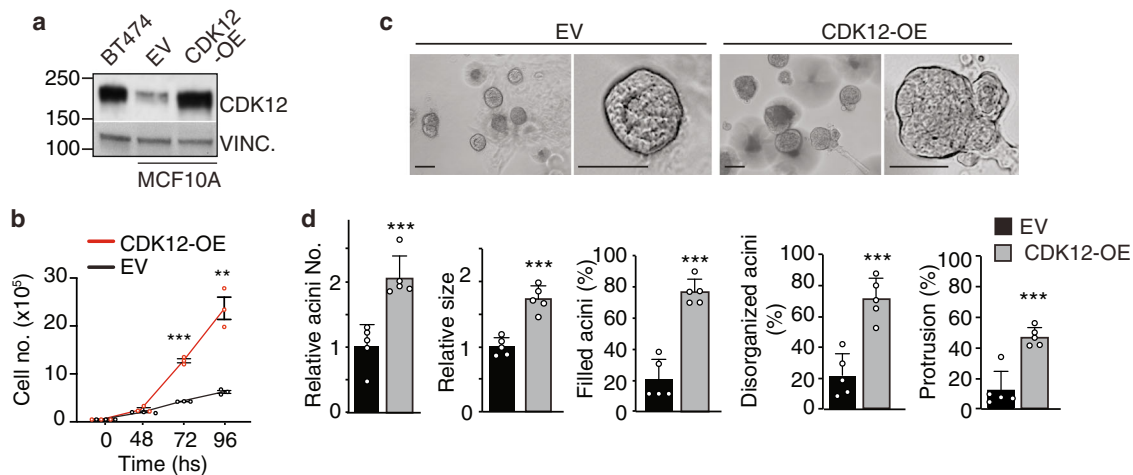 a
BT474
EV
CDK12
-OE
250
150
100
CDK12
VINC.
MCF10A
b
CDK12-OE
EV
Cell no. (x10⁵)
30
20
10
0
***
**
0 48 72 96
Time (hs)
c
EV CDK12-OE
d
Relative acini No.
2
1
0
***
Relative size
2
1
0
***
Filled acini (%)
100
80
60
40
20
0
***
Disorganized acini
(%)
100
80
60
40
20
0
***
Protrusion (%)
100
80
60
40
20
0
***
EV
CDK12-OE